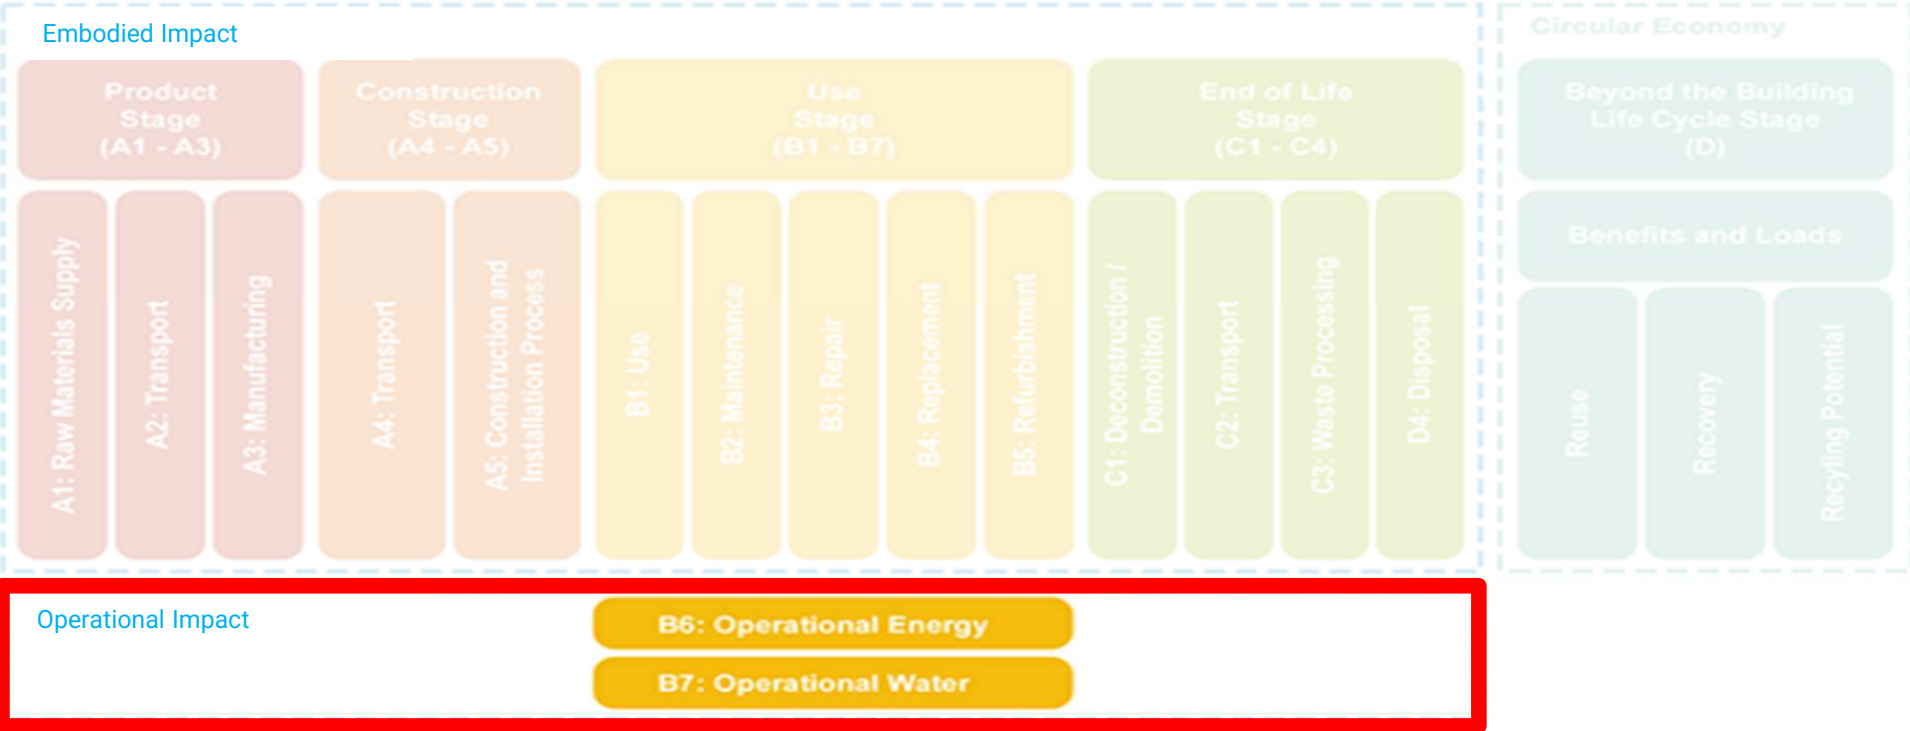 Embodied Impact
Circular Economy
Product
Stage
(A1 - A3)
Construction
Stage
(A4 - A5)
Use
Stage
(B1 - B7)
End of Life
Stage
(C1 - C4)
Beyond the Building
Life Cycle Stage
(D)
A1: Raw Materials Supply
A2: Transport
A3: Manufacturing
A4: Transport
A5: Construction and
Installation Process
B1: Use
B2: Maintenance
B3: Repair
B4: Replacement
B5: Refurbishment
C1: Deconstruction /
Demolition
C2: Transport
C3: Waste Processing
D4: Disposal
Benefits and Loads
Reuse
Recovery
Recyling Potential
Operational Impact
B6: Operational Energy
B7: Operational Water